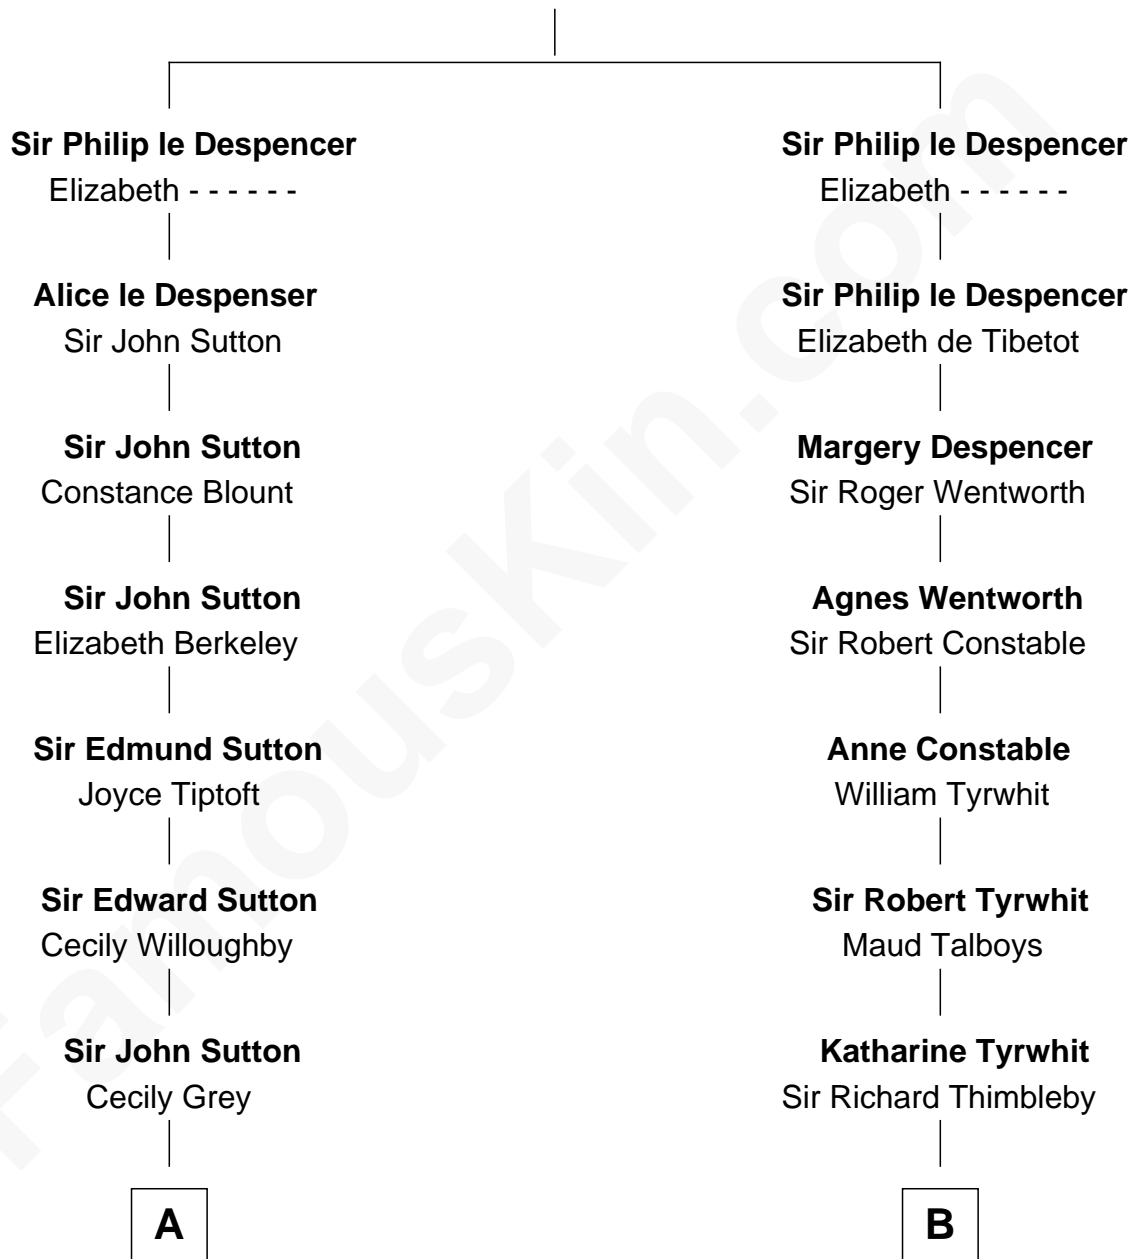 Sir Philip le Despencer
Elizabeth - - - - - -
Alice le Despenser
Sir John Sutton
Sir John Sutton
Constance Blount
Sir John Sutton
Elizabeth Berkeley
Sir Edmund Sutton
Joyce Tiptoft
Sir Edward Sutton
Cecily Willoughby
Sir John Sutton
Cecily Grey
A
Sir Philip le Despencer
Elizabeth - - - - - -
Sir Philip le Despencer
Elizabeth de Tibetot
Margery Despencer
Sir Roger Wentworth
Agnes Wentworth
Sir Robert Constable
Anne Constable
William Tyrwhit
Sir Robert Tyrwhit
Maud Talboys
Katharine Tyrwhit
Sir Richard Thimbleby
B
FamousKin.com